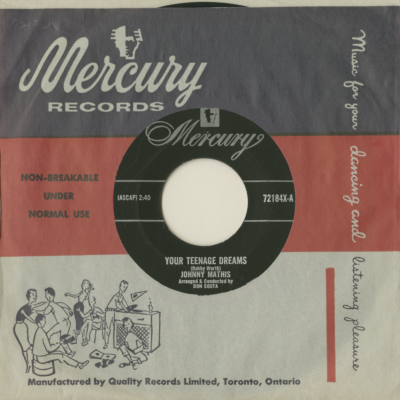 Mercury
RECORDS
Music for your dancing and listening pleasure
Mercury
NON-BREAKABLE
UNDER
NORMAL USE
(ASCAP) 2:40
72184X-A
YOUR TEENAGE DREAMS
(Bobby Worth)
JOHNNY MATHIS
Arranged & Conducted by
DON COSTA
Manufactured by Quality Records Limited, Toronto, Ontario